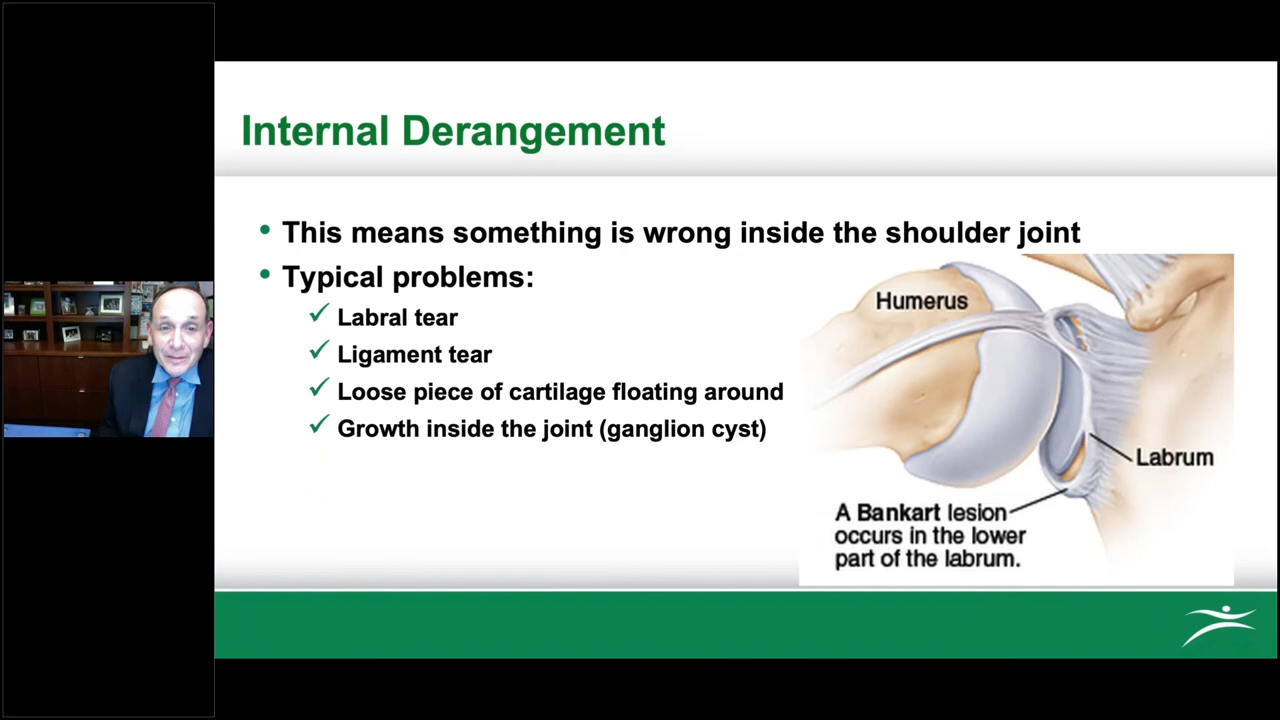 Internal Derangement
• This means something is wrong inside the shoulder joint
• Typical problems:
✓ Labral tear
✓ Ligament tear
✓ Loose piece of cartilage floating around
✓ Growth inside the joint (ganglion cyst)
Humerus
Labrum
A Bankart lesion
occurs in the lower
part of the labrum.